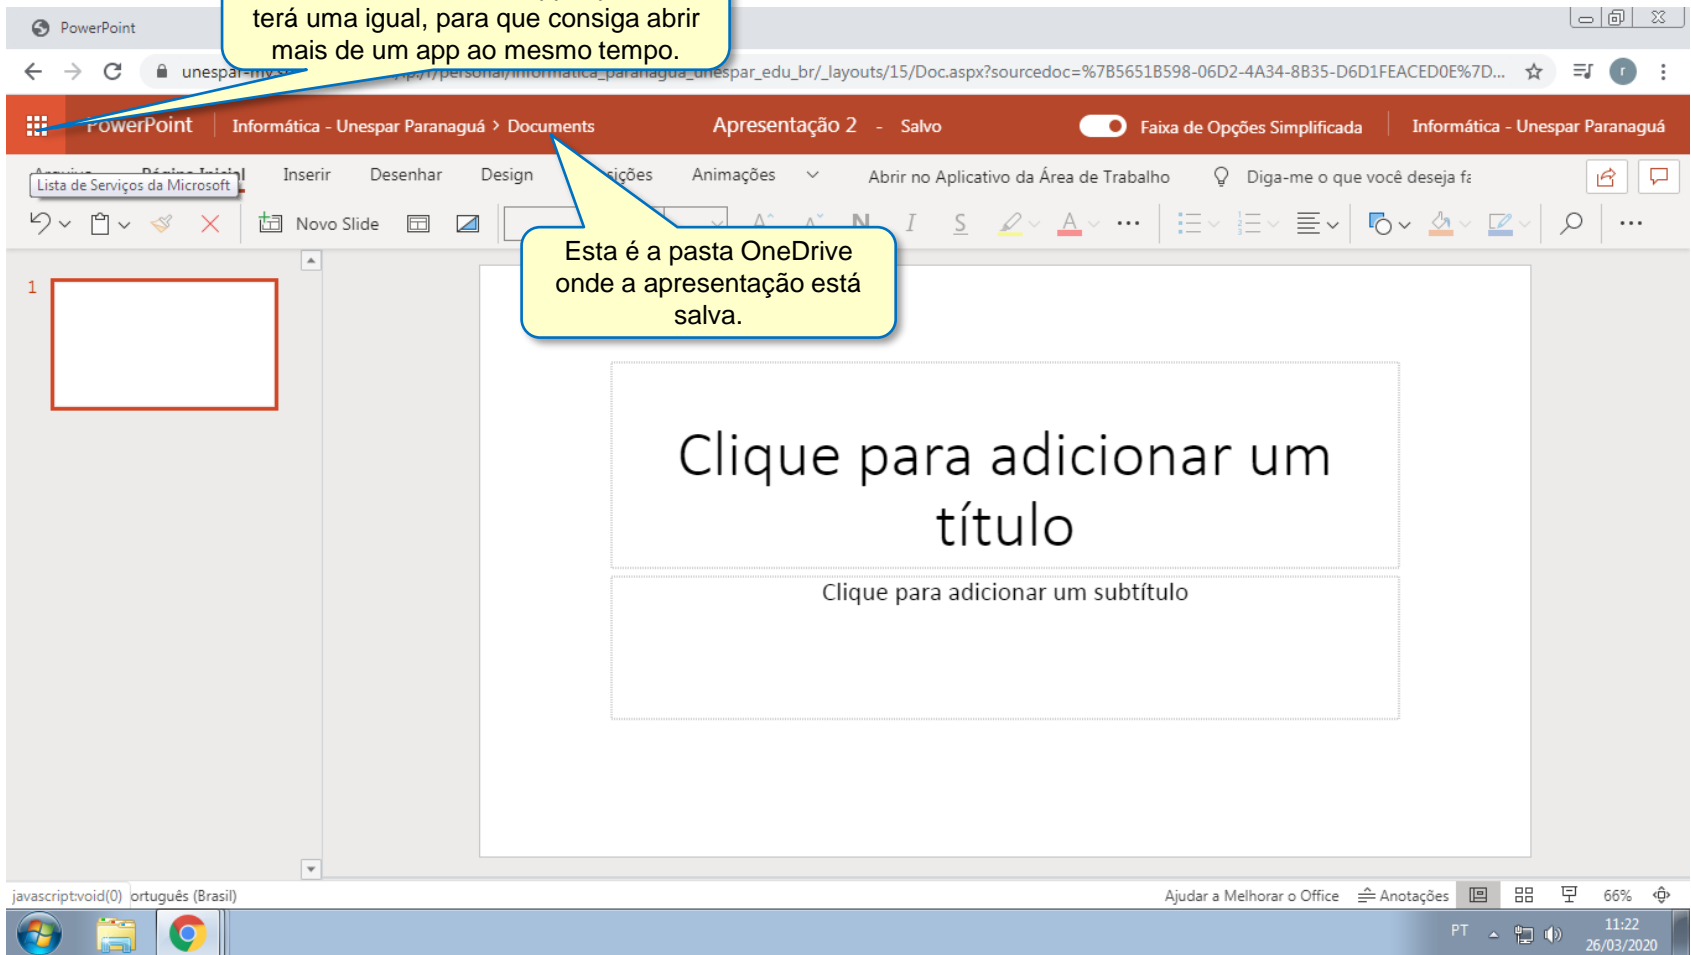 terá uma igual, para que consiga abrir
mais de um app ao mesmo tempo.
PowerPoint
unespar-my.
personal/informatica_paranagua_unespar_edu_br/_layouts/15/Doc.aspx?sourcedoc=%7B5651B598-06D2-4A34-8B35-D6D1FEACED0E%7D...
r
PowerPoint
Informática - Unespar Paranaguá > Documents
Apresentação 2 - Salvo
Faixa de Opções Simplificada
Informática - Unespar Paranaguá
Lista de Serviços da Microsoft
Inserir
Desenhar
Design
Animações
Abrir no Aplicativo da Área de Trabalho
Diga-me o que você deseja fa
Novo Slide
N I S A
Esta é a pasta OneDrive
onde a apresentação está
salva.
1
Clique para adicionar um
título
Clique para adicionar um subtítulo
javascript:void(0)
ortuguês (Brasil)
Ajudar a Melhorar o Office
Anotações
66%
PT
11:22
26/03/2020